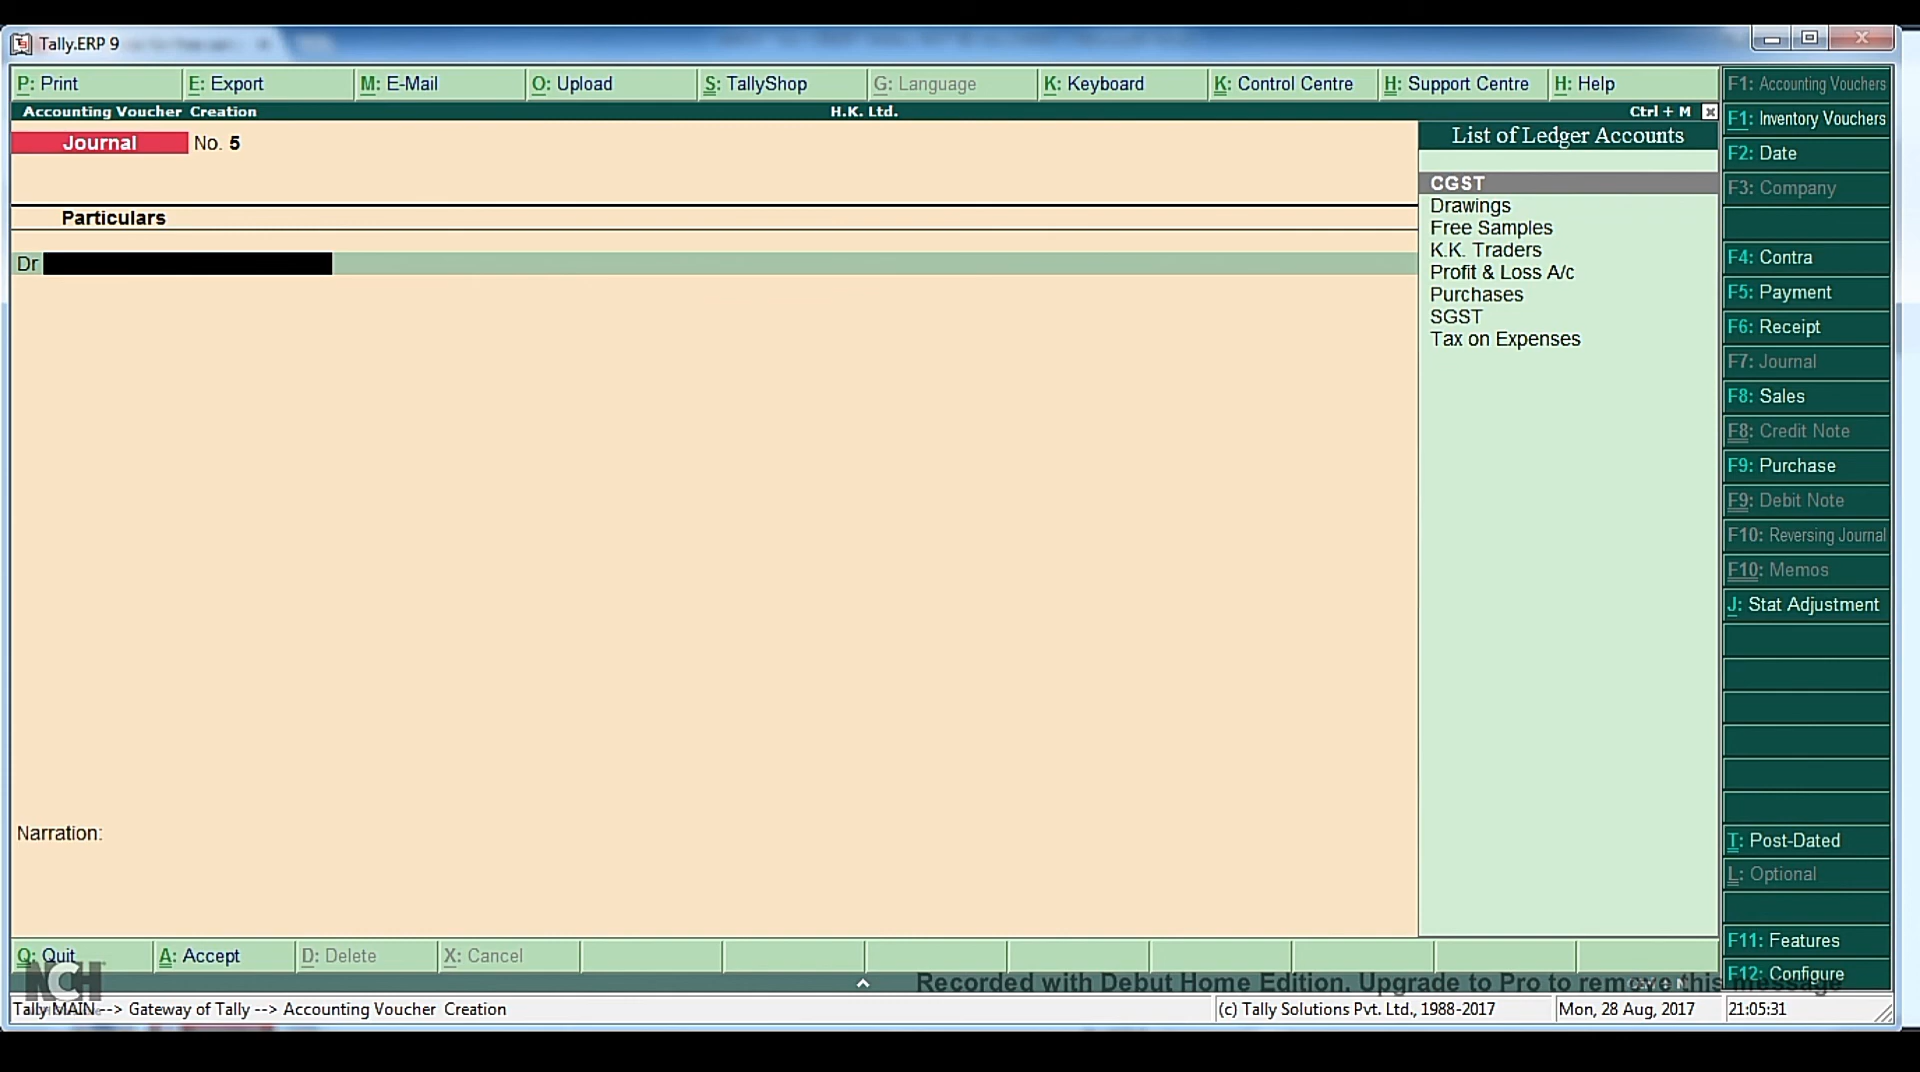 Tally.ERP 9
P: Print E: Export M: E-Mail O: Upload S: TallyShop G: Language K: Keyboard K: Control Centre H: Support Centre H: Help
Accounting Voucher Creation H.K. Ltd. Ctrl + M
Journal No. 5
Particulars
Dr
Narration:
List of Ledger Accounts
CGST
Drawings
Free Samples
K.K. Traders
Profit & Loss A/c
Purchases
SGST
Tax on Expenses
F1: Accounting Vouchers
F1: Inventory Vouchers
F2: Date
F3: Company
F4: Contra
F5: Payment
F6: Receipt
F7: Journal
F8: Sales
F8: Credit Note
F9: Purchase
F9: Debit Note
F10: Reversing Journal
F10: Memos
J: Stat Adjustment
T: Post-Dated
L: Optional
F11: Features
F12: Configure
Q: Quit A: Accept D: Delete X: Cancel
NCH
Recorded with Debut Home Edition. Upgrade to Pro to remove this message
Tally MAIN --> Gateway of Tally --> Accounting Voucher Creation (c) Tally Solutions Pvt. Ltd., 1988-2017 Mon, 28 Aug, 2017 21:05:31